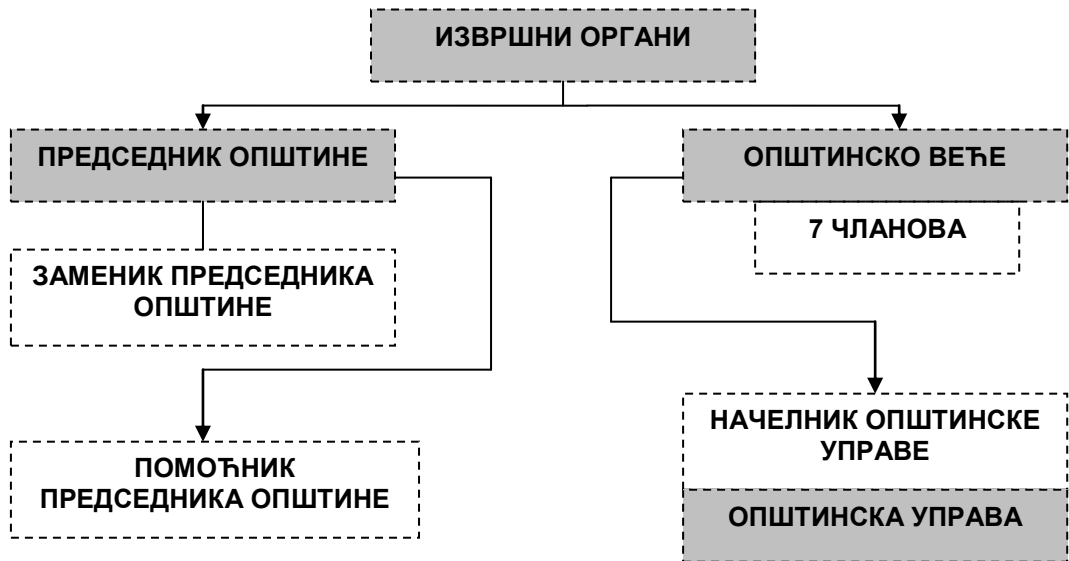 ИЗВРШНИ ОРГАНИ
ПРЕДСЕДНИК ОПШТИНЕ
ОПШТИНСКО ВЕЋЕ
7 ЧЛАНОВА
ЗАМЕНИК ПРЕДСЕДНИКА
ОПШТИНЕ
НАЧЕЛНИК ОПШТИНСКЕ
УПРАВЕ
ПОМОЋНИК
ПРЕДСЕДНИКА ОПШТИНЕ
ОПШТИНСКА УПРАВА